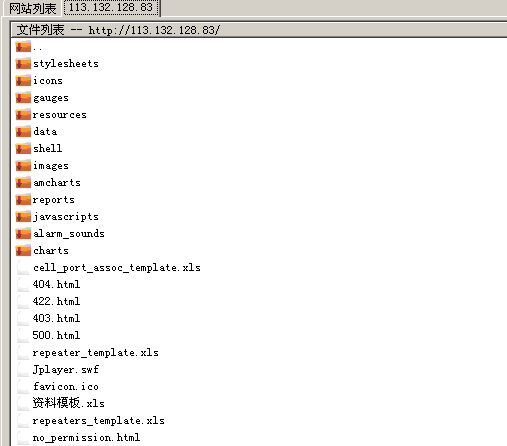 网站列表 113.132.128.83
文件列表 -- http://113.132.128.83/
..
stylesheets
icons
gauges
resources
data
shell
images
amcharts
reports
javascripts
alarm_sounds
charts
cell_port_assoc_template.xls
404.html
422.html
403.html
500.html
repeater_template.xls
Jplayer.swf
favicon.ico
资料模板.xls
repeaters_template.xls
no_permission.html